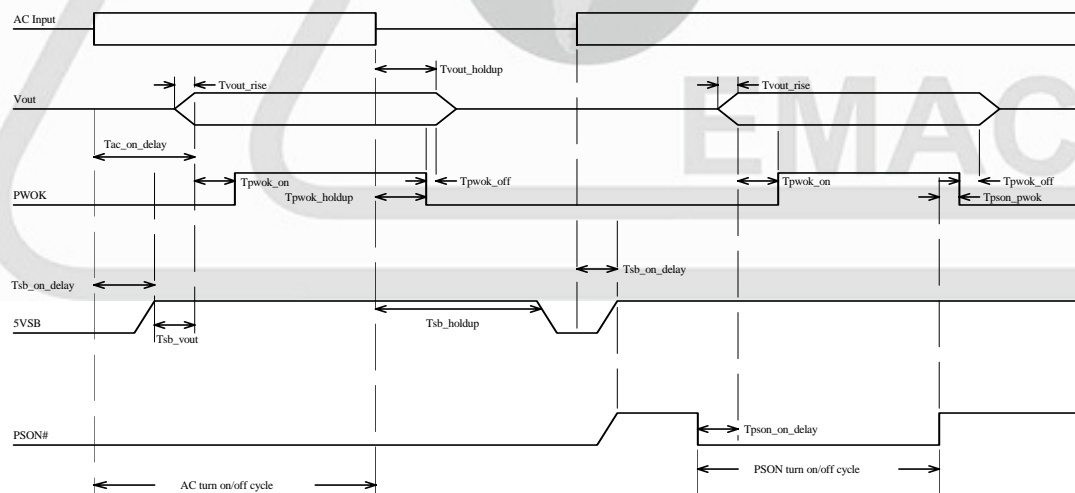 AC Input
Tvout_holdup
Tvout_rise
Tvout_rise
Vout
EMAC
Tac_on_delay
Tpwok_on
Tpwok_off
Tpwok_on
Tpwok_off
PWOK
Tpwok_holdup
Tpson_pwok
Tsb_on_delay
Tsb_on_delay
5VSB
Tsb_holdup
Tsb_vout
PSON#
Tpson_on_delay
AC turn on/off cycle
PSON turn on/off cycle